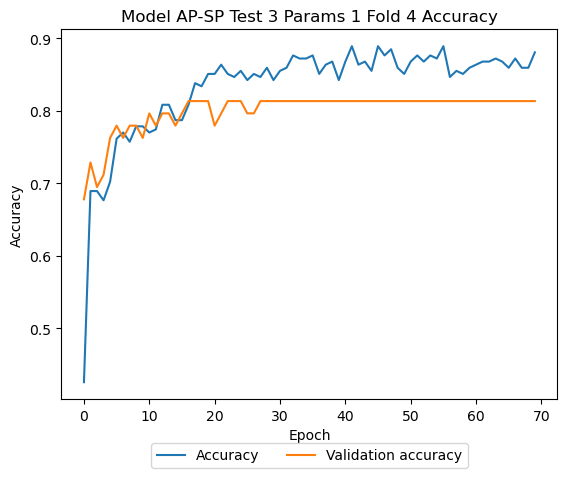 Model AP-SP Test 3 Params 1 Fold 4 Accuracy
0.9
0.8
0.7
0.6
0.5
Accuracy
0 10 20 30 40 50 60 70
Epoch
Accuracy Validation accuracy